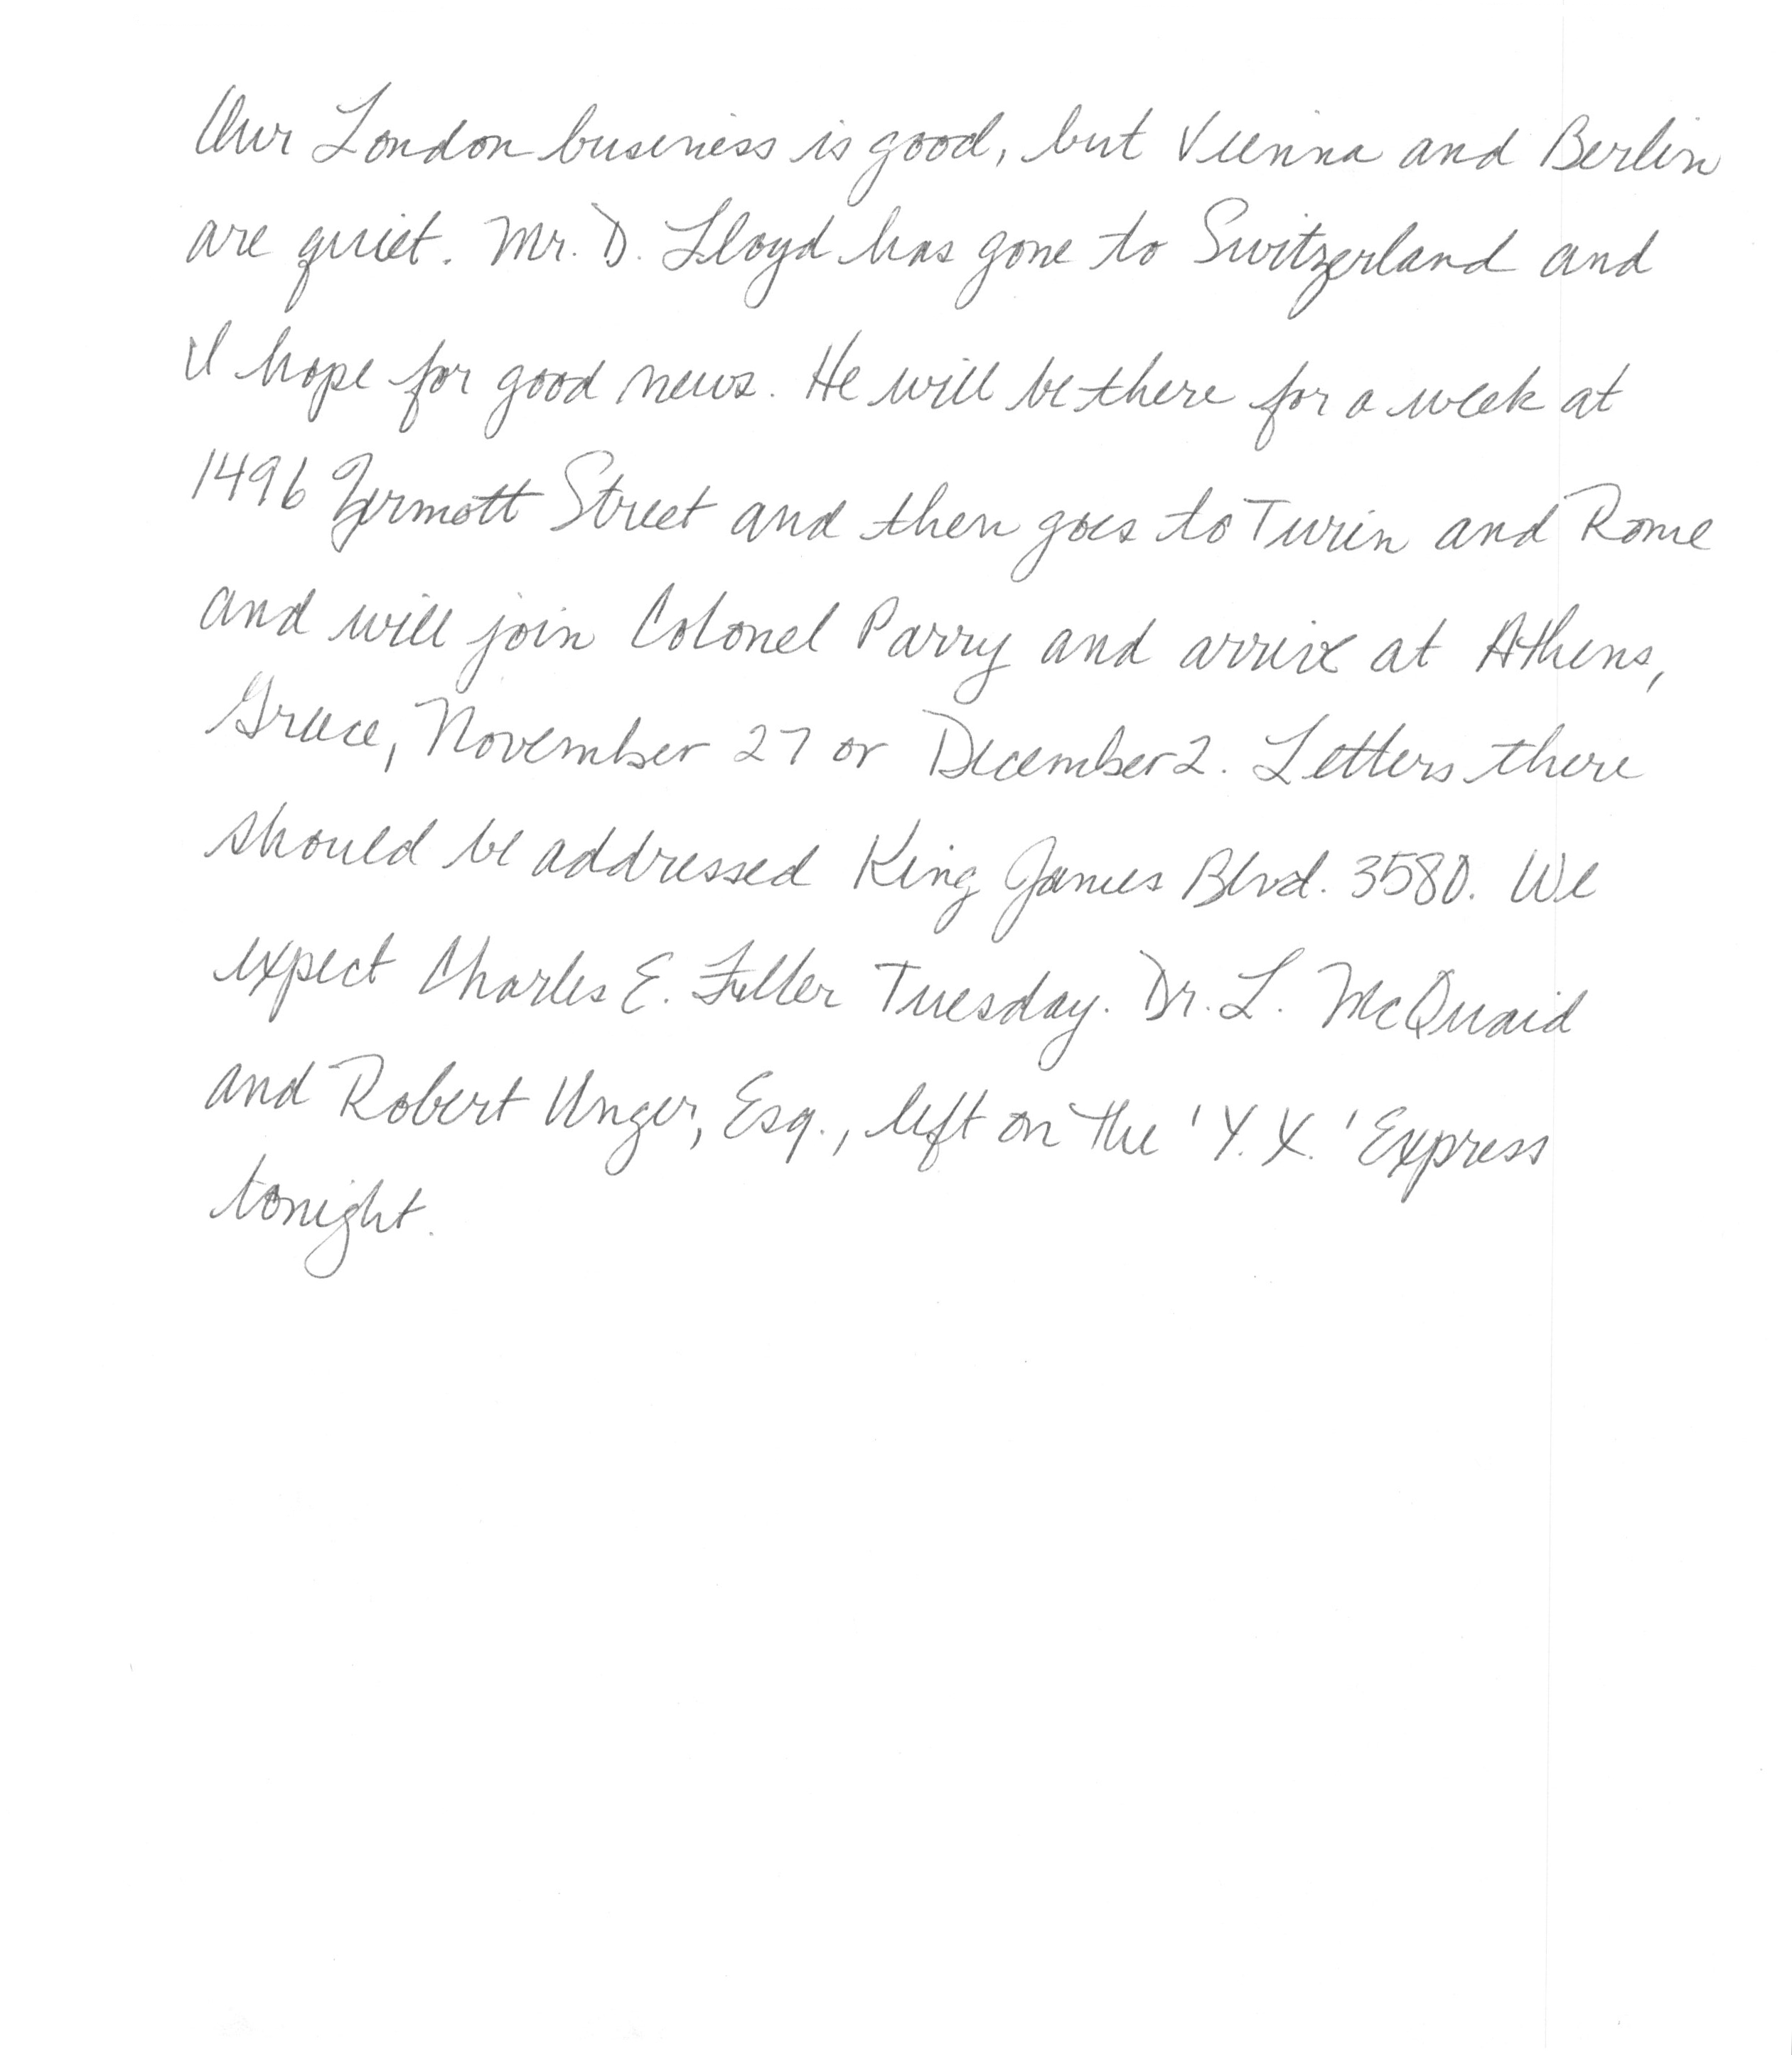 Our London business is good, but Vienna and Berlin
are quiet. Mr. D. Lloyd has gone to Switzerland and
I hope for good news. He will be there for a week at
1496 Zermott Street and then goes to Turin and Rome
and will join Colonel Parry and arrive at Athens,
Greece, November 27 or December 2. Letters there
should be addressed King James Blvd. 3580. We
expect Charles E. Fuller Tuesday. Dr. L. McQuaid
and Robert Unger, Esq., left on the 'Y.X.' Express
tonight.